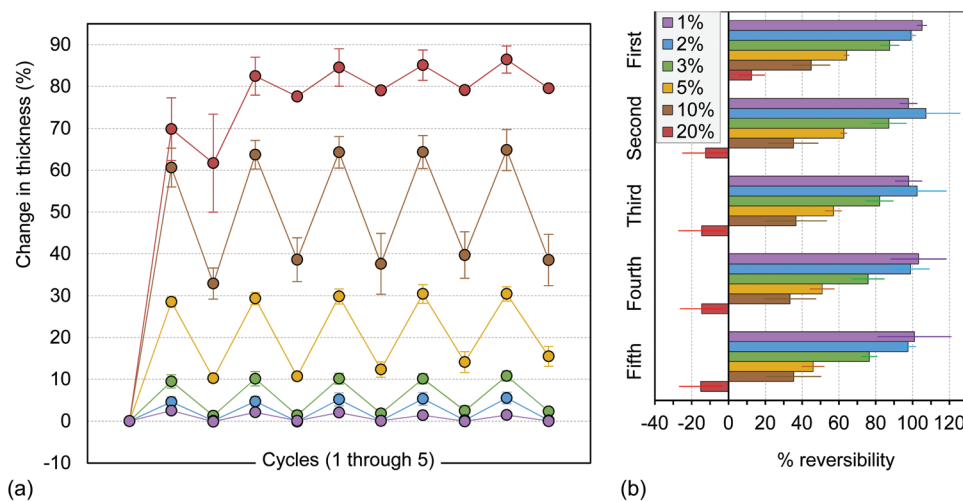 90
80
70
60
50
40
30
20
10
0
-10
Change in thickness (%)
Cycles (1 through 5)
(a)
1%
2%
3%
5%
10%
20%
First
Second
Third
Fourth
Fifth
-40 -20 0 20 40 60 80 100 120
% reversibility
(b)